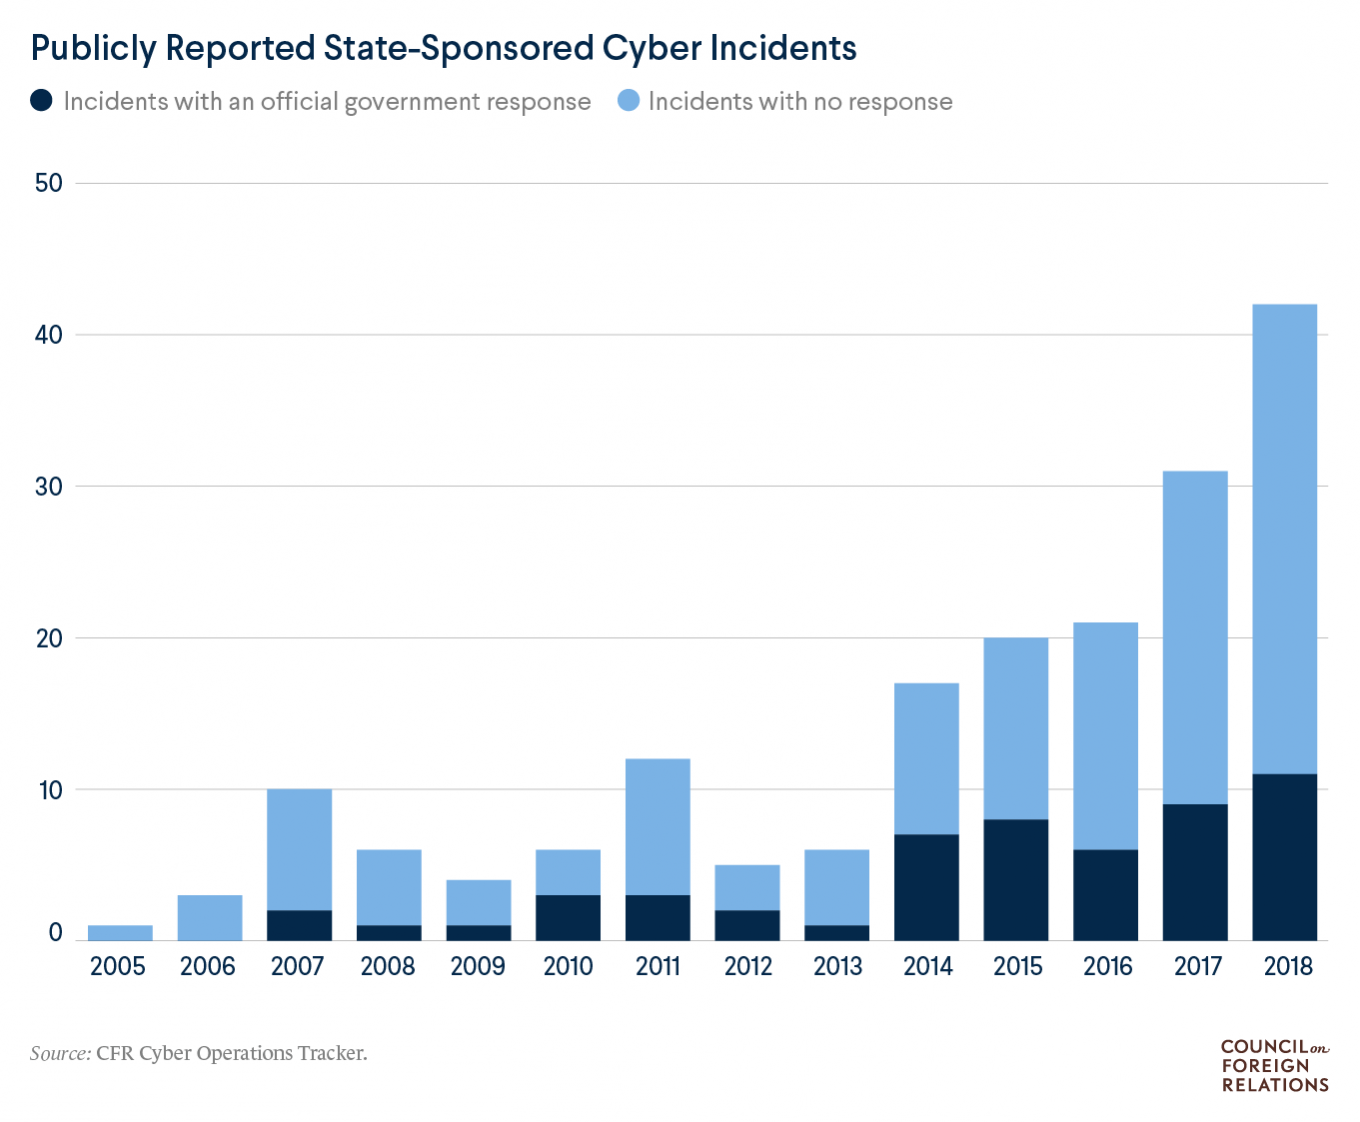 Publicly Reported State-Sponsored Cyber Incidents
Incidents with an official government response Incidents with no response
50
40
30
20
10
0
2005 2006 2007 2008 2009 2010 2011 2012 2013 2014 2015 2016 2017 2018
Source: CFR Cyber Operations Tracker.
COUNCIL on
FOREIGN
RELATIONS